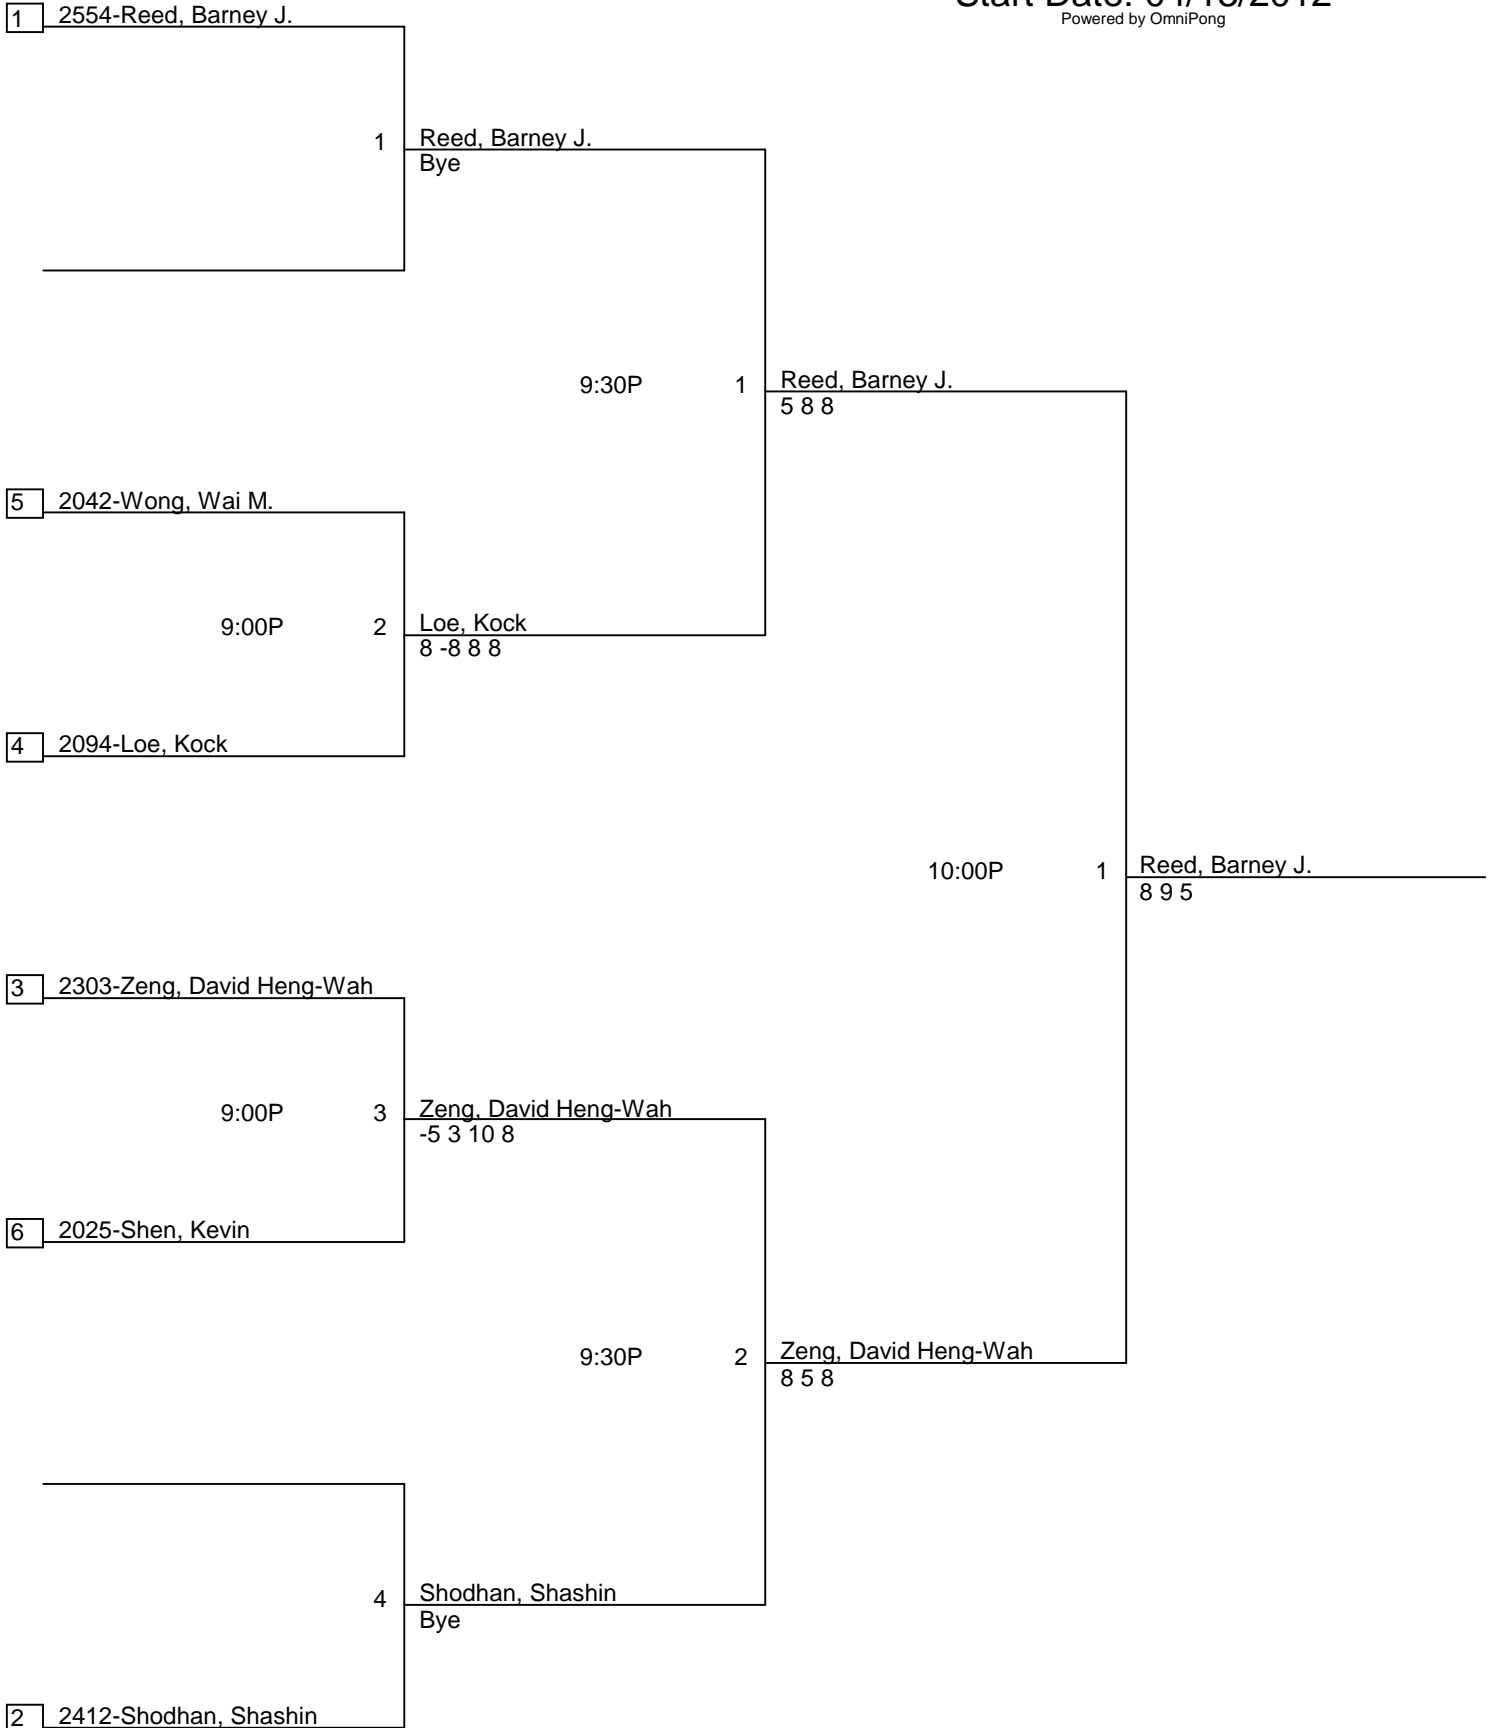 Powered by OmniPong
1 2554-Reed, Barney J.
1 Reed, Barney J.
Bye
9:30P 1 Reed, Barney J.
5 8 8
5 2042-Wong, Wai M.
9:00P 2 Loe, Kock
8 -8 8 8
4 2094-Loe, Kock
10:00P 1 Reed, Barney J.
8 9 5
3 2303-Zeng, David Heng-Wah
9:00P 3 Zeng, David Heng-Wah
-5 3 10 8
6 2025-Shen, Kevin
9:30P 2 Zeng, David Heng-Wah
8 5 8
4 Shodhan, Shashin
Bye
2 2412-Shodhan, Shashin